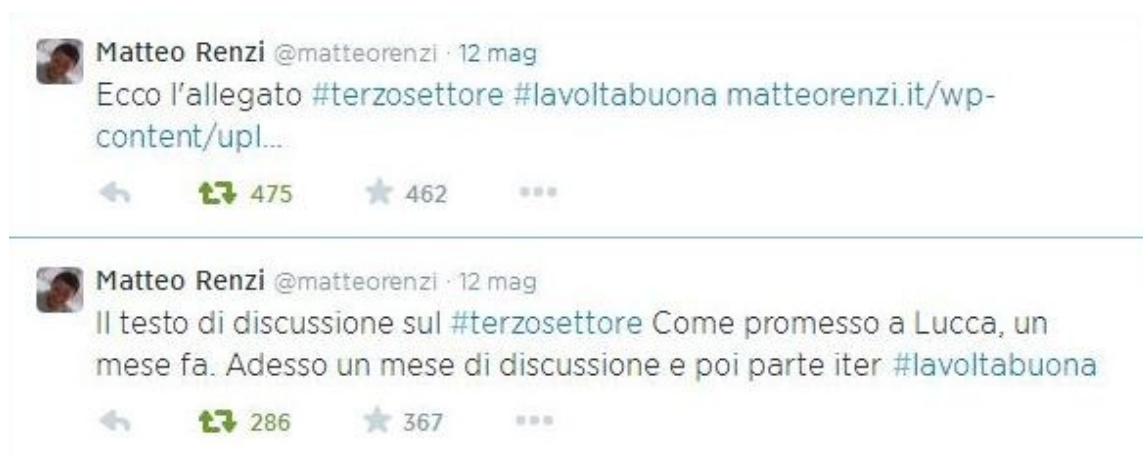 Matteo Renzi @matteorenzi · 12 mag
Ecco l'allegato #terzosettore #lavoltabuona matteorenzi.it/wp-
content/upl...
475 462
Matteo Renzi @matteorenzi · 12 mag
Il testo di discussione sul #terzosettore Come promesso a Lucca, un
mese fa. Adesso un mese di discussione e poi parte iter #lavoltabuona
286 367